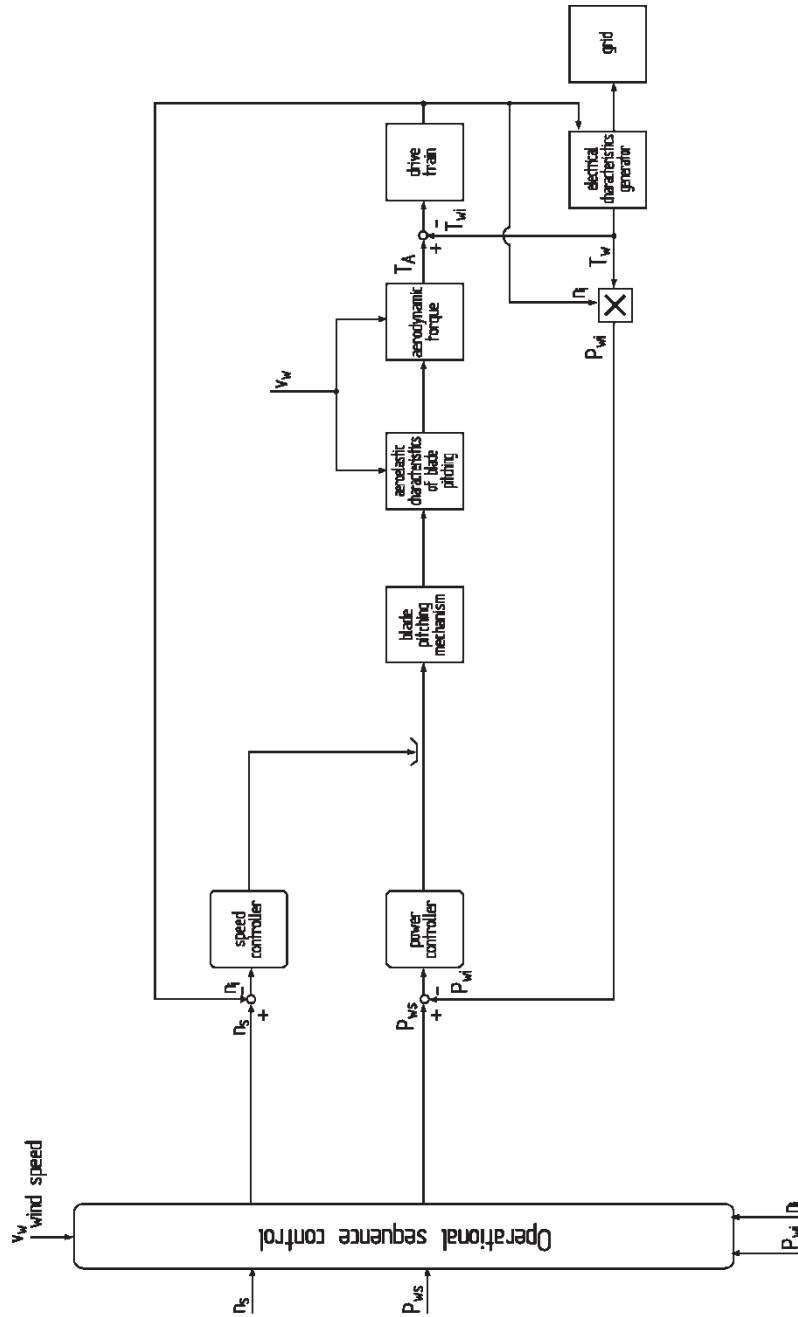 v_w
wind speed
n_s
P_ws
Operational sequence control
P_wi
n_i
n_s
+
n_i
-
speed
controller
P_ws
+
P_wi
-
power
controller
blade
pitching
mechanism
v_w
aeroelastic
characteristics
of blade
pitching
aerodynamic
torque
T_A
+
-
T_wi
drive
train
n_i
T_w
P_wi
electrical
characteristics
generator
grid